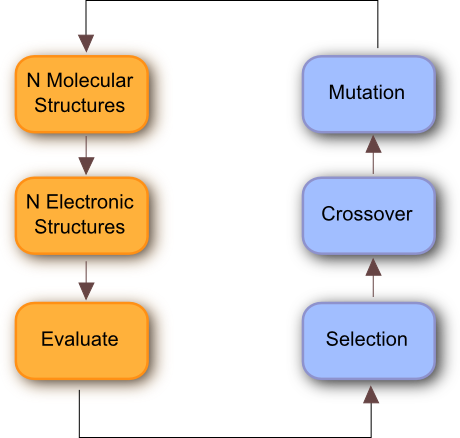 N Molecular
Structures
N Electronic
Structures
Evaluate
Mutation
Crossover
Selection